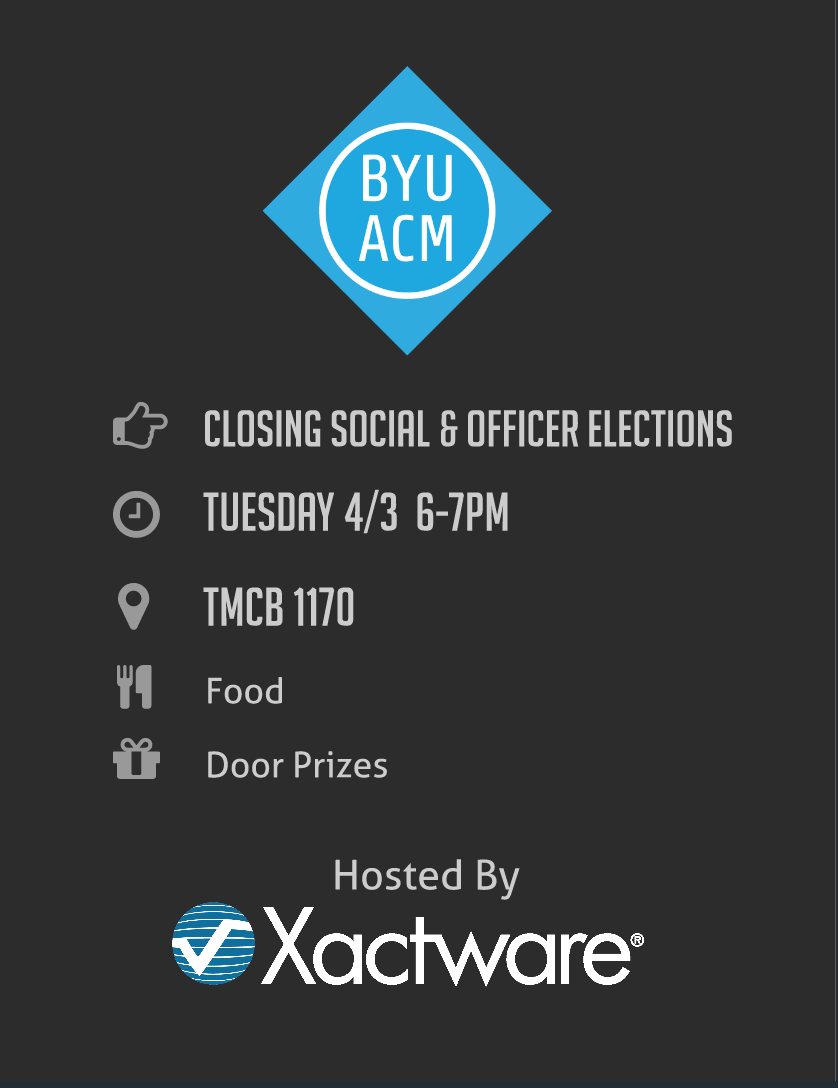 BYU
ACM
CLOSING SOCIAL & OFFICER ELECTIONS
TUESDAY 4/3 6-7PM
TMCB 1170
Food
Door Prizes
Hosted By
Xactware®